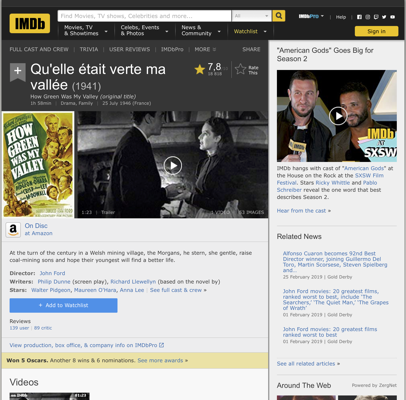 IMDb
Find Movies, TV shows, Celebrities and more...
All
IMDbPro
Help
Movies, TV
& Showtimes
Celebs, Events
& Photos
News &
Community
Watchlist
Sign in
FULL CAST AND CREW | TRIVIA | USER REVIEWS | IMDbPro | MORE
SHARE
Qu'elle était verte ma
vallée (1941)
7,8
Rate
This
How Green Was My Valley (original title)
1h 58min | Drama, Family | 25 July 1946 (France)
HOW
GREEN
WAS MY
VALLEY
1:23 | Trailer
On Disc
at Amazon
At the turn of the century in a Welsh mining village, the Morgans, he stern, she gentle, raise
coal-mining sons and hope their youngest will find a better life.
Director: John Ford
Writers: Philip Dunne (screen play), Richard Llewellyn (based on the novel by)
Stars: Walter Pidgeon, Maureen O'Hara, Anna Lee | See full cast & crew »
+ Add to Watchlist
Reviews
139 user | 89 critic
View production, box office, & company info on IMDbPro
Won 5 Oscars. Another 8 wins & 6 nominations. See more awards »
Videos
"American Gods" Goes Big for
Season 2
IMDb
AT
SXSW
IMDb hangs with cast of "American Gods" at
the House on the Rock at the SXSW Film
Festival. Stars Ricky Whittle and Pablo
Schreiber reveal the one word that best
describes Season 2.
Hear from the cast »
Related News
Alfonso Cuaron becomes 92nd Best
Director winner, joining Guillermo Del
Toro, Martin Scorsese, Steven Spielberg
and...
25 February 2019 | Gold Derby
John Ford movies: 20 greatest films,
ranked worst to best, include 'The
Searchers,' 'The Quiet Man,' 'The Grapes
of Wrath'
01 February 2019 | Gold Derby
John Ford movies: 20 greatest films
ranked worst to best
01 February 2019 | Gold Derby
See all related articles »
Around The Web
Powered by ZergNet